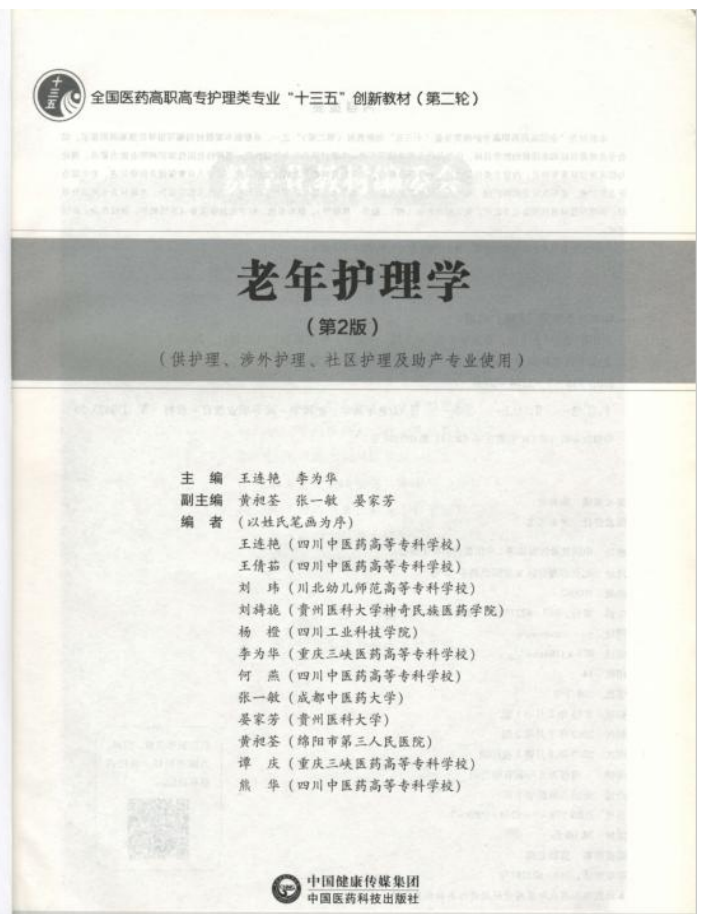 十三五
全国医药高职高专护理类专业“十三五”创新教材（第二轮）
老年护理学
（第2版）
（供护理、涉外护理、社区护理及助产专业使用）
主 编 王连艳 李为华
副主编 黄昶荃 张一敏 晏家芳
编 者 （以姓氏笔画为序）
王连艳（四川中医药高等专科学校）
王倩茹（四川中医药高等专科学校）
刘 玮（川北幼儿师范高等专科学校）
刘旖旎（贵州医科大学神奇民族医药学院）
杨 橙（四川工业科技学院）
李为华（重庆三峡医药高等专科学校）
何 燕（四川中医药高等专科学校）
张一敏（成都中医药大学）
晏家芳（贵州医科大学）
黄昶荃（绵阳市第三人民医院）
谭 庆（重庆三峡医药高等专科学校）
熊 华（四川中医药高等专科学校）
中国健康传媒集团
中国医药科技出版社